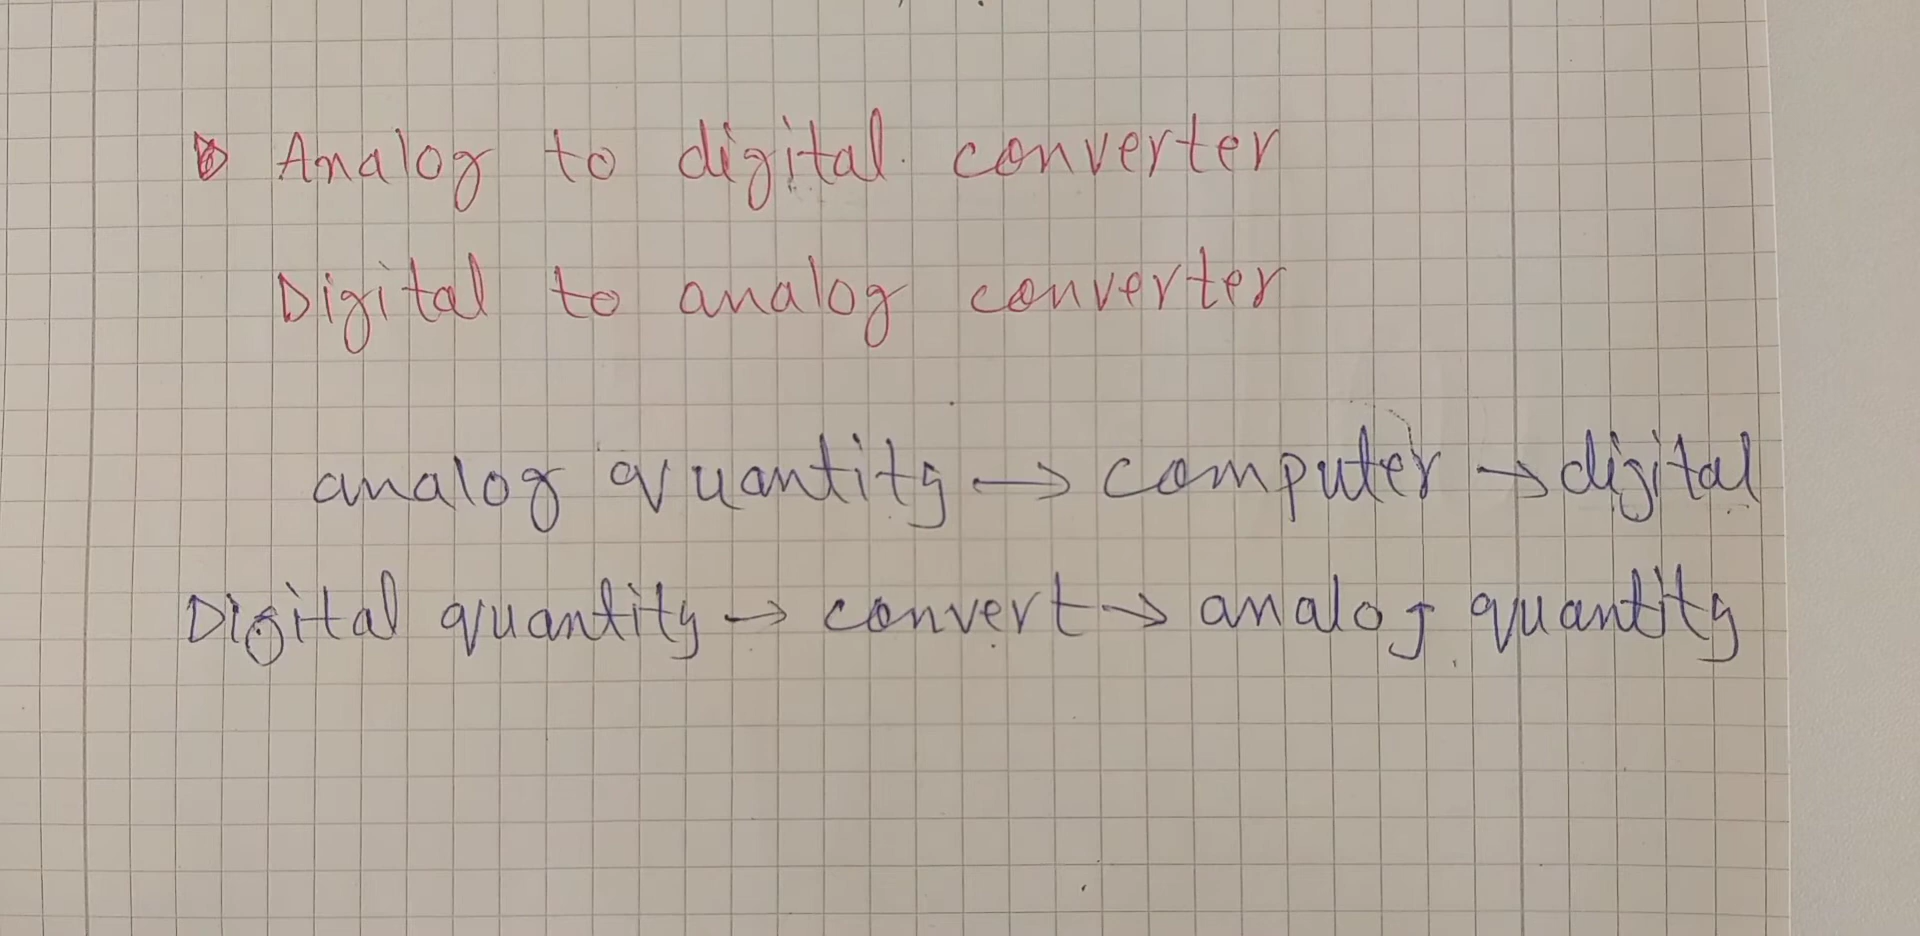 Analog to digital converter
Digital to analog converter
analog quantity → computer → digital
Digital quantity → convert → analog quantity